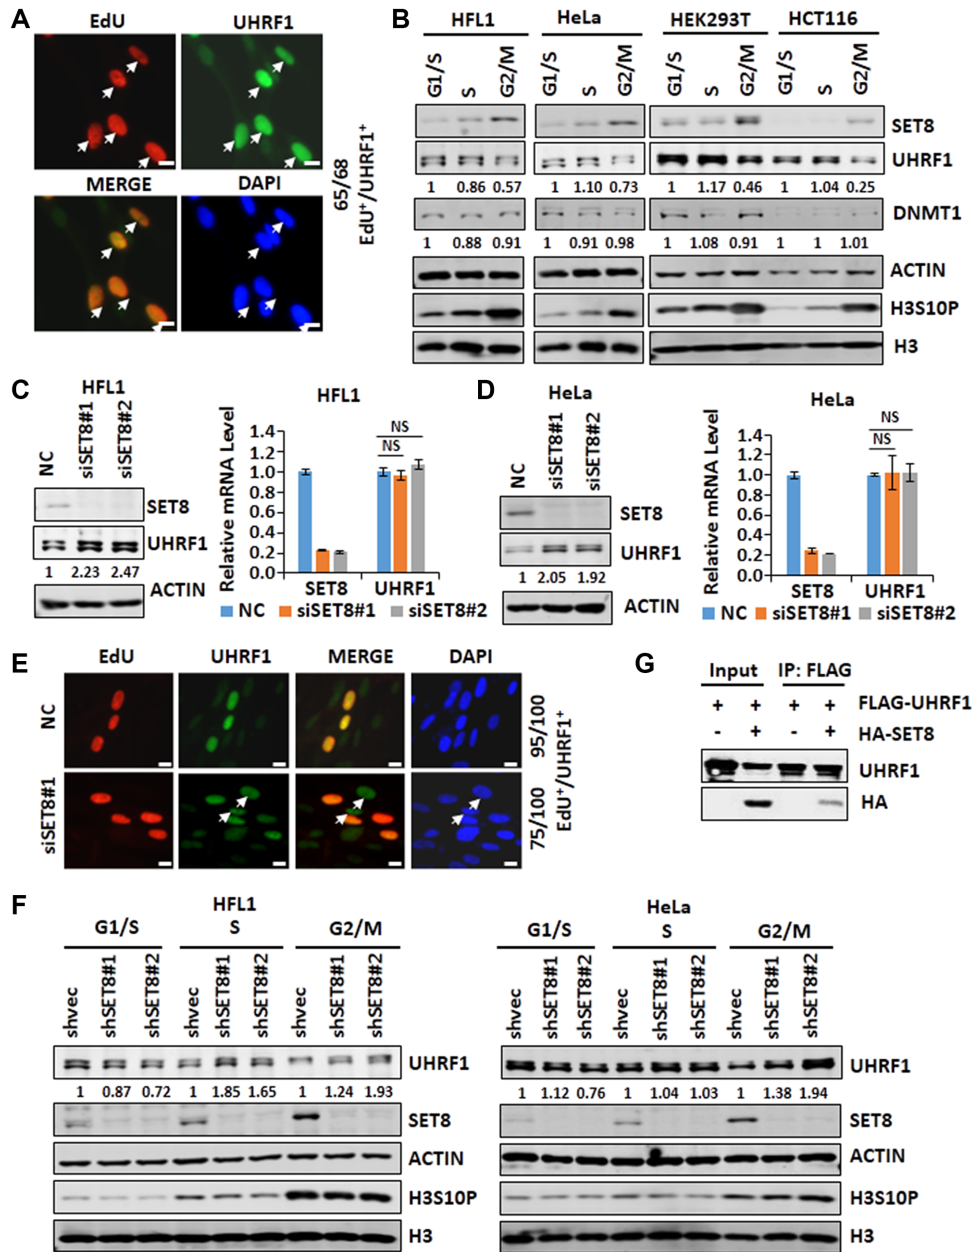 A
EdU UHRF1
MERGE DAPI
65/68
EdU⁺/UHRF1⁺
B
HFL1 HeLa HEK293T HCT116
G1/S S G2/M G1/S S G2/M G1/S S G2/M G1/S S G2/M
SET8
UHRF1
1 0.86 0.57 1 1.10 0.73 1 1.17 0.46 1 1.04 0.25
DNMT1
1 0.88 0.91 1 0.91 0.98 1 1.08 0.91 1 1 1.01
ACTIN
H3S10P
H3
C
HFL1
NC siSET8#1 siSET8#2
SET8
UHRF1
1 2.23 2.47
ACTIN
HFL1
Relative mRNA Level
1.4
1.2
1.0
0.8
0.6
0.4
0.2
0.0
NS
NS
SET8 UHRF1
NC siSET8#1 siSET8#2
D
HeLa
NC siSET8#1 siSET8#2
SET8
UHRF1
1 2.05 1.92
ACTIN
HeLa
Relative mRNA Level
1.4
1.2
1.0
0.8
0.6
0.4
0.2
0.0
NS
NS
SET8 UHRF1
NC siSET8#1 siSET8#2
E
EdU UHRF1 MERGE DAPI
NC
siSET8#1
95/100
75/100
EdU⁺/UHRF1⁺
G
Input IP: FLAG
+ + + + FLAG-UHRF1
- + - + HA-SET8
UHRF1
HA
F
HFL1
G1/S S G2/M
shvec shSET8#1 shSET8#2 shvec shSET8#1 shSET8#2 shvec shSET8#1 shSET8#2
UHRF1
1 0.87 0.72 1 1.85 1.65 1 1.24 1.93
SET8
ACTIN
H3S10P
H3
HeLa
G1/S S G2/M
shvec shSET8#1 shSET8#2 shvec shSET8#1 shSET8#2 shvec shSET8#1 shSET8#2
UHRF1
1 1.12 0.76 1 1.04 1.03 1 1.38 1.94
SET8
ACTIN
H3S10P
H3